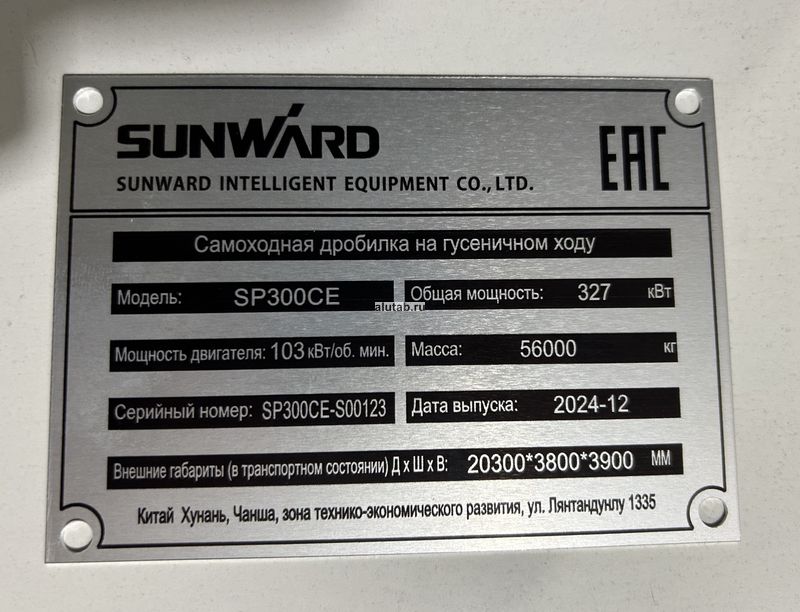 SUNWARD
SUNWARD INTELLIGENT EQUIPMENT CO., LTD.
EAC
Самоходная дробилка на гусеничном ходу
Модель: SP300CE
Общая мощность: 327 кВт
alutab.ru
Мощность двигателя: 103 кВт/об. мин.
Масса: 56000 кг
Серийный номер: SP300CE-S00123
Дата выпуска: 2024-12
Внешние габариты (в транспортном состоянии) Д x Ш x В: 20300*3800*3900 мм
Китай Хунань, Чанша, зона технико-экономического развития, ул. Лянтандунлу 1335